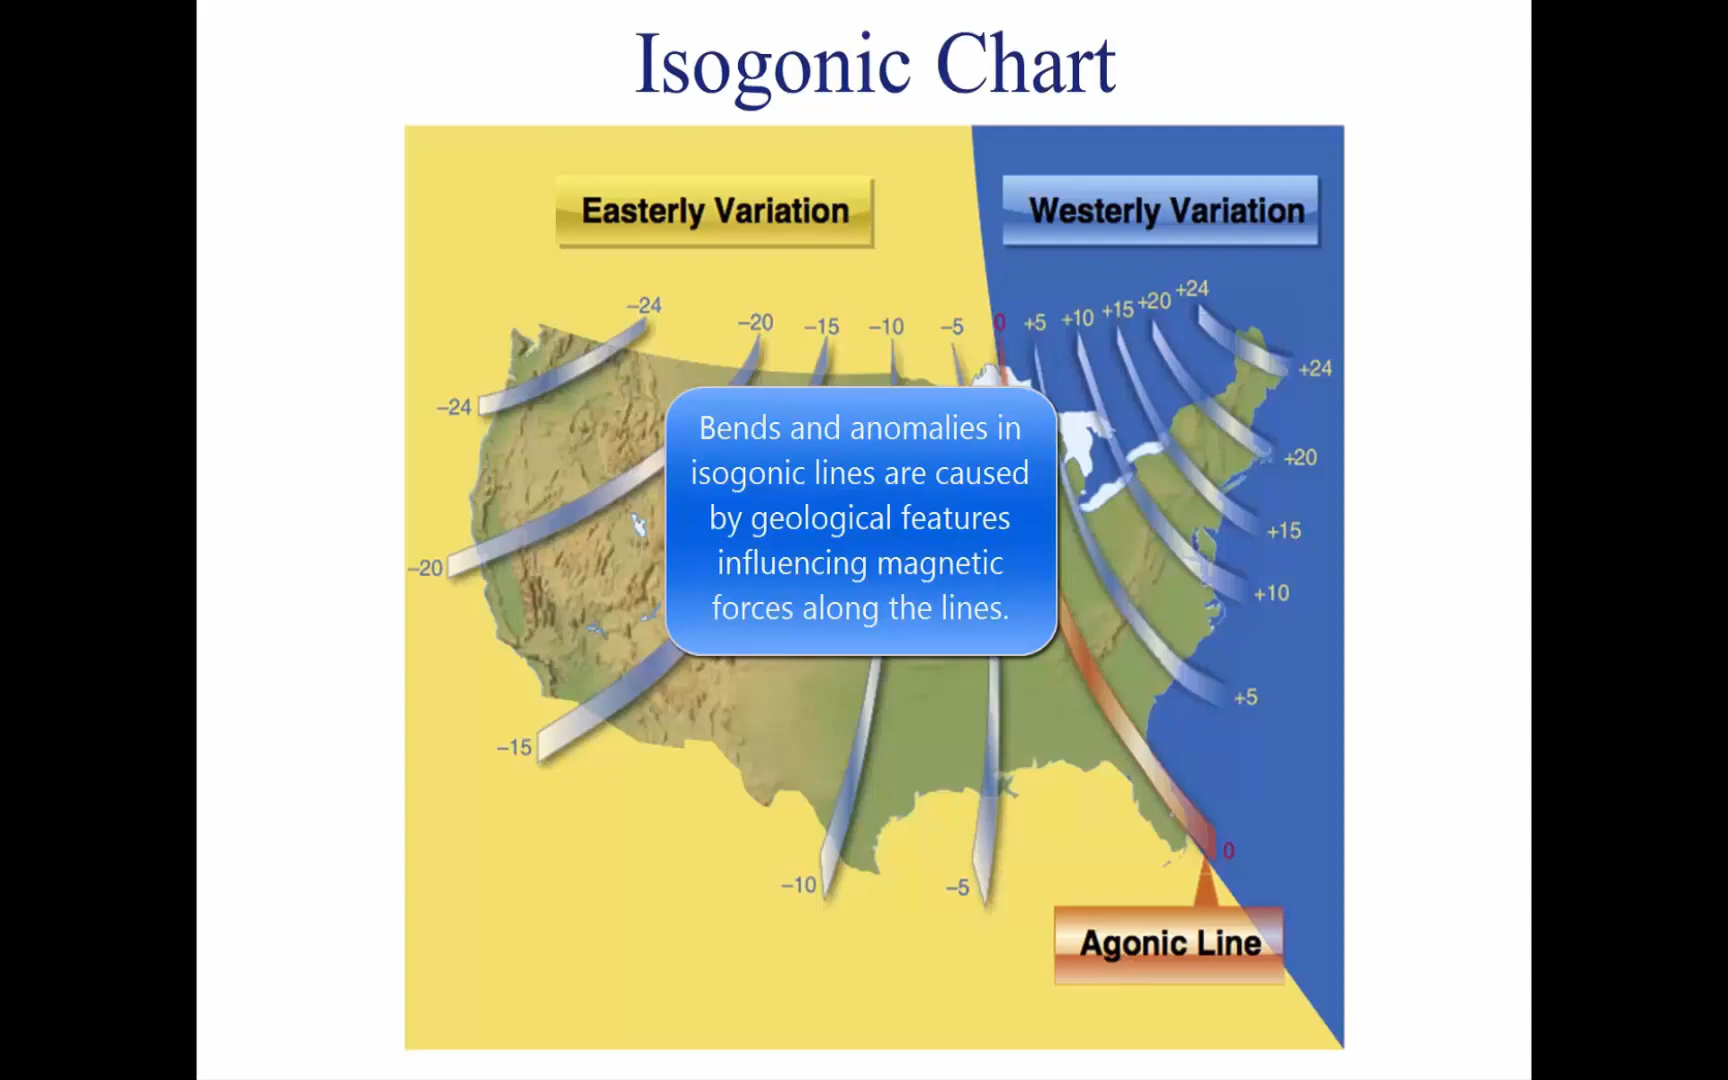 Isogonic Chart
Easterly Variation
Westerly Variation
–24
–20
–15
–10
–5
0
+5
+10
+15
+20
+24
–24
+24
Bends and anomalies in
isogonic lines are caused
by geological features
influencing magnetic
forces along the lines.
+20
+15
–20
+10
+5
–15
0
–10
–5
Agonic Line